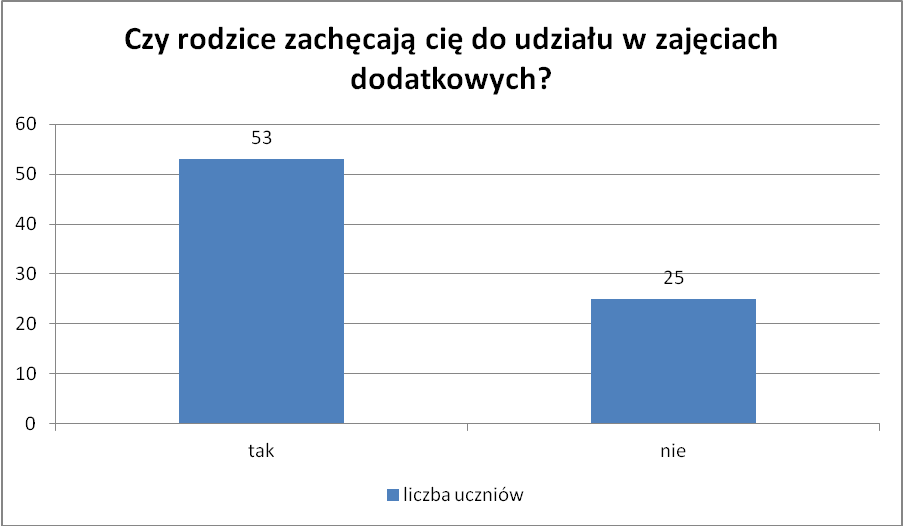 Czy rodzice zachęcają cię do udziału w zajęciach
dodatkowych?
60
50
40
30
20
10
0
53
25
tak
nie
liczba uczniów